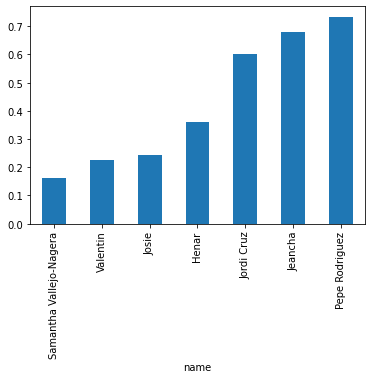 0.7
0.6
0.5
0.4
0.3
0.2
0.1
0.0
Samantha Vallejo-Nagera
Valentin
Josie
Henar
Jordi Cruz
Jeancha
Pepe Rodriguez
name